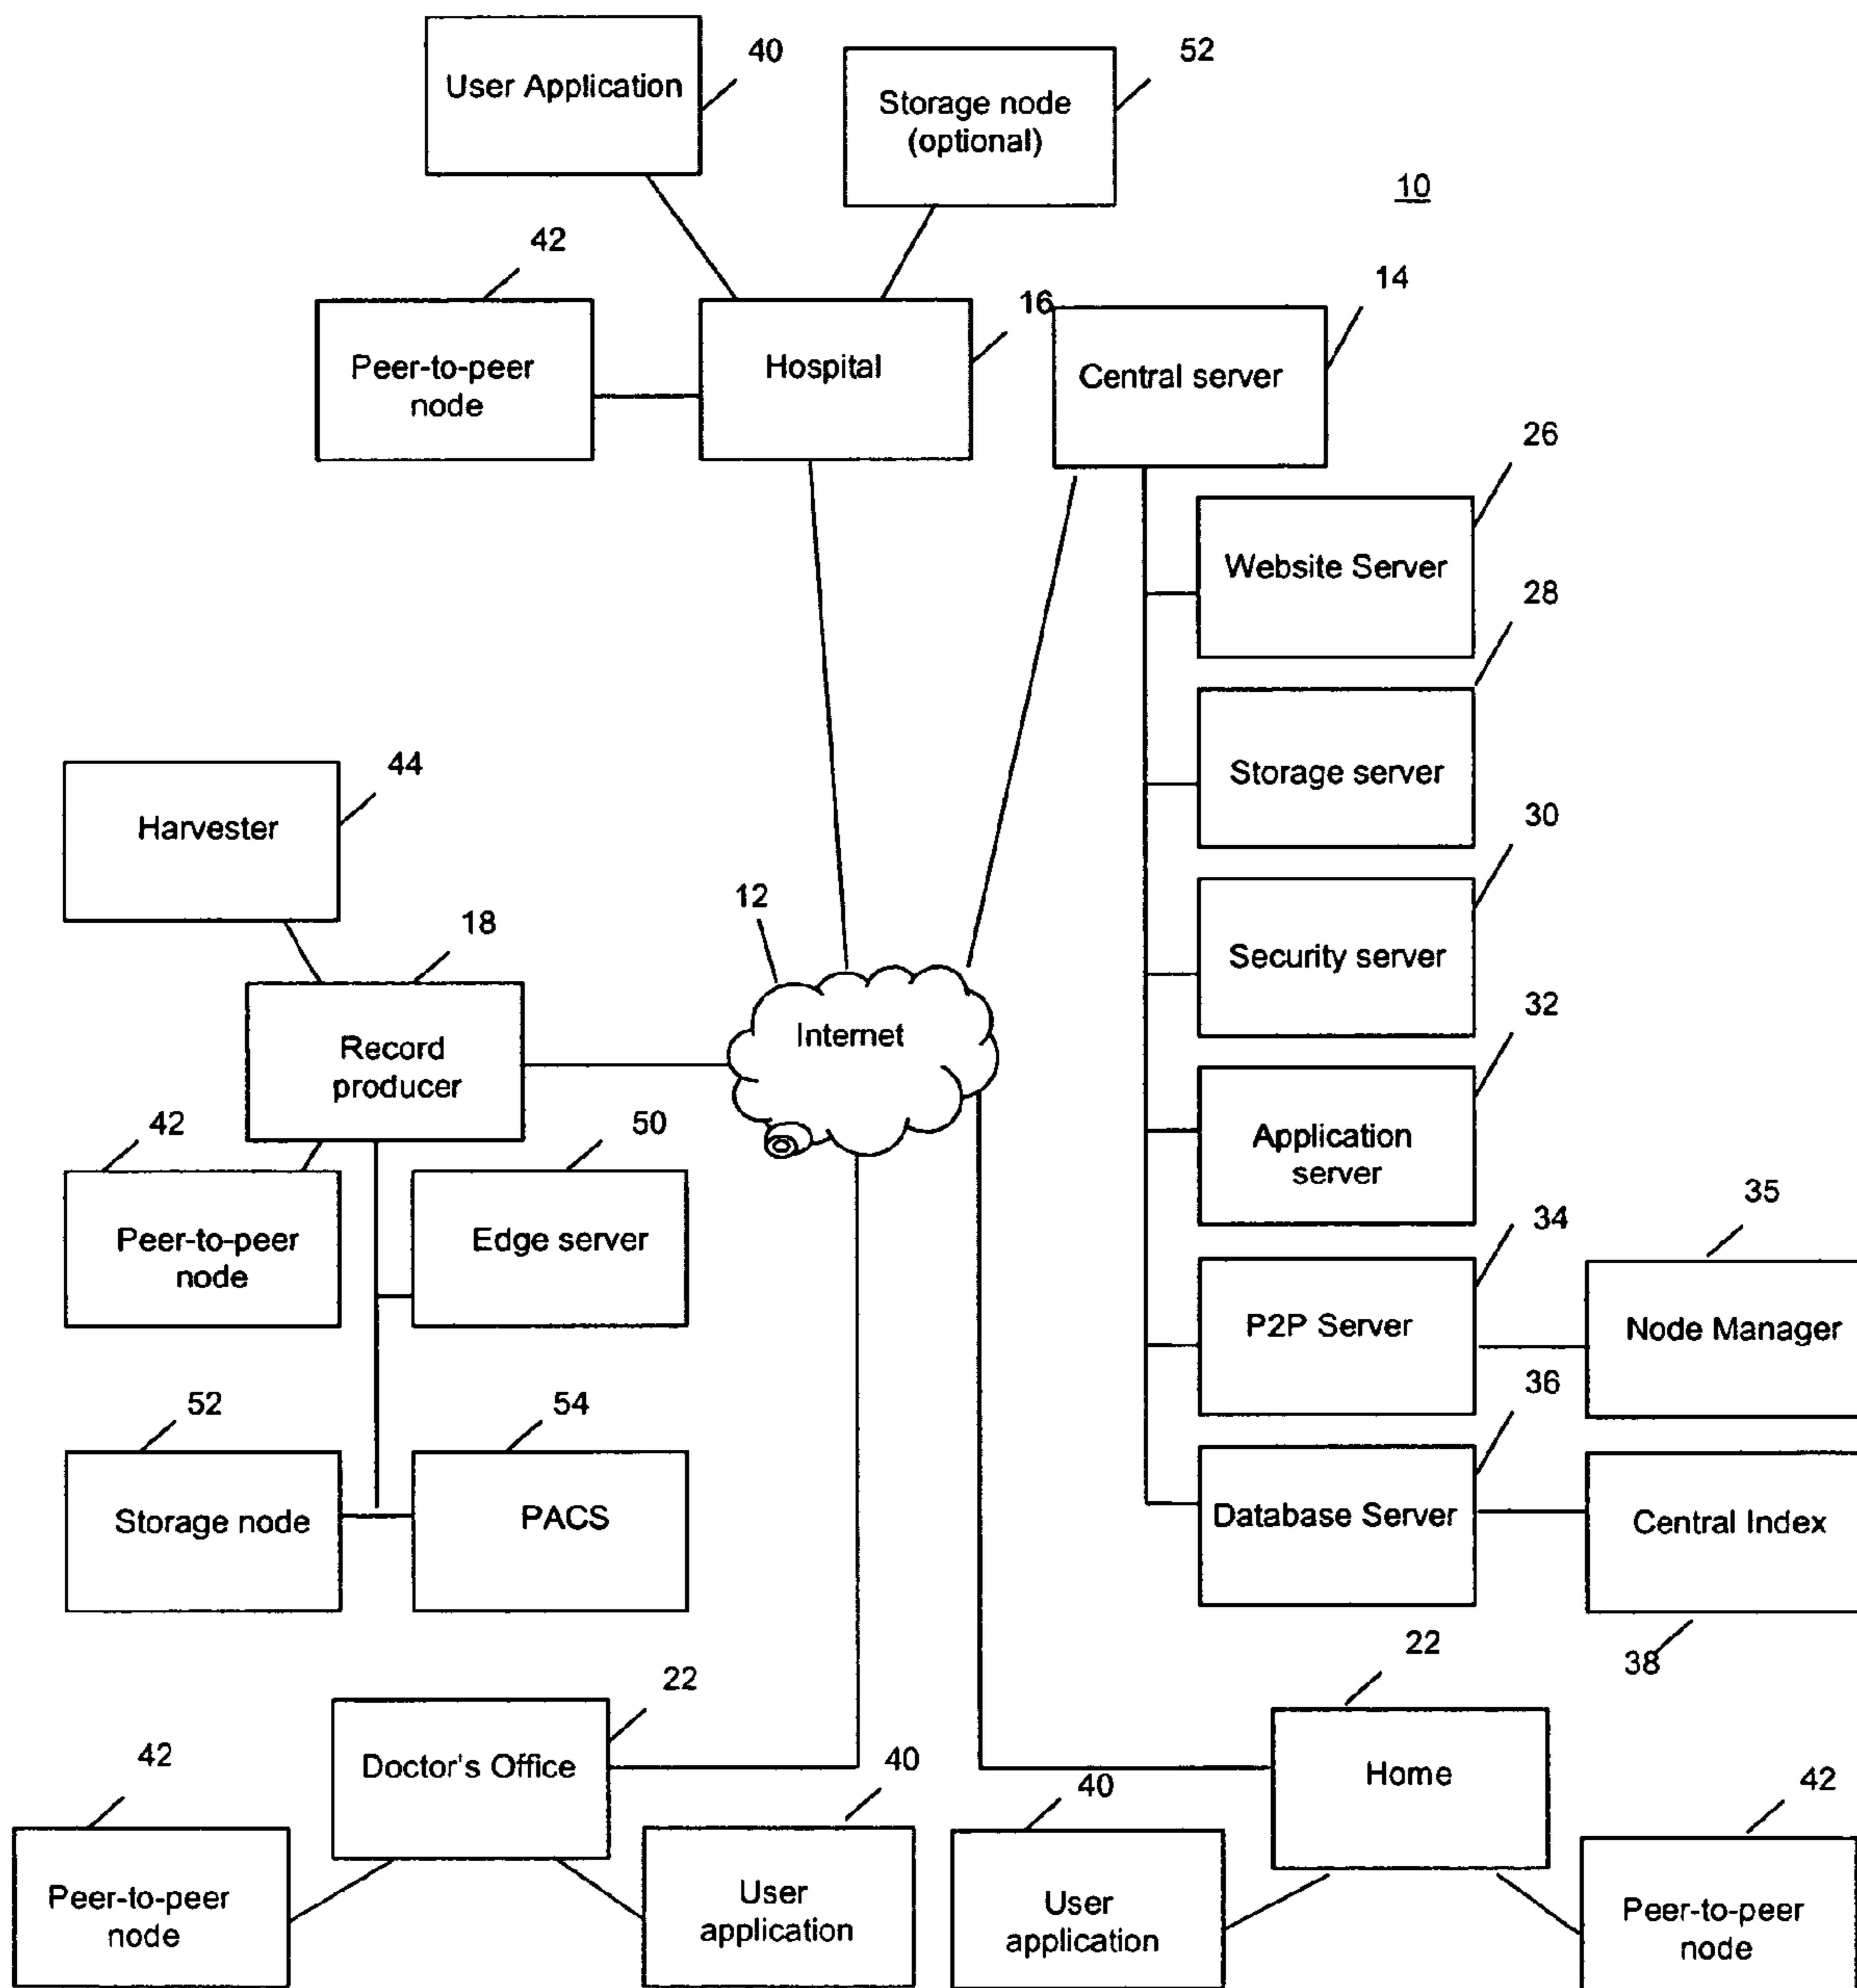 40
User Application
52
Storage node
(optional)
10
42
Peer-to-peer
node
16
Hospital
14
Central server
26
Website Server
28
Storage server
44
Harvester
30
Security server
12
Internet
18
Record
producer
32
Application
server
42
Peer-to-peer
node
50
Edge server
34
P2P Server
35
Node Manager
52
Storage node
54
PACS
36
Database Server
Central Index
38
22
Doctor's Office
42
Peer-to-peer
node
40
User
application
22
Home
40
User
application
42
Peer-to-peer
node